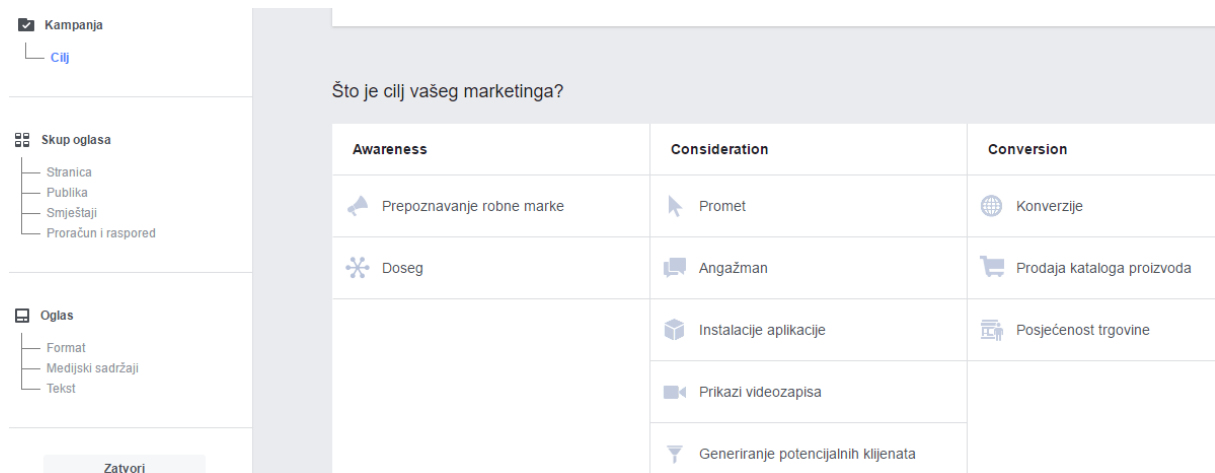 Kampanja
Cilj
Skup oglasa
Stranica
Publika
Smještaji
Proračun i raspored
Oglas
Format
Medijski sadržaji
Tekst
Zatvori
Što je cilj vašeg marketinga?
Awareness
Prepoznavanje robne marke
Doseg
Consideration
Promet
Angažman
Instalacije aplikacije
Prikazi videozapisa
Generiranje potencijalnih klijenata
Conversion
Konverzije
Prodaja kataloga proizvoda
Posjećenost trgovine